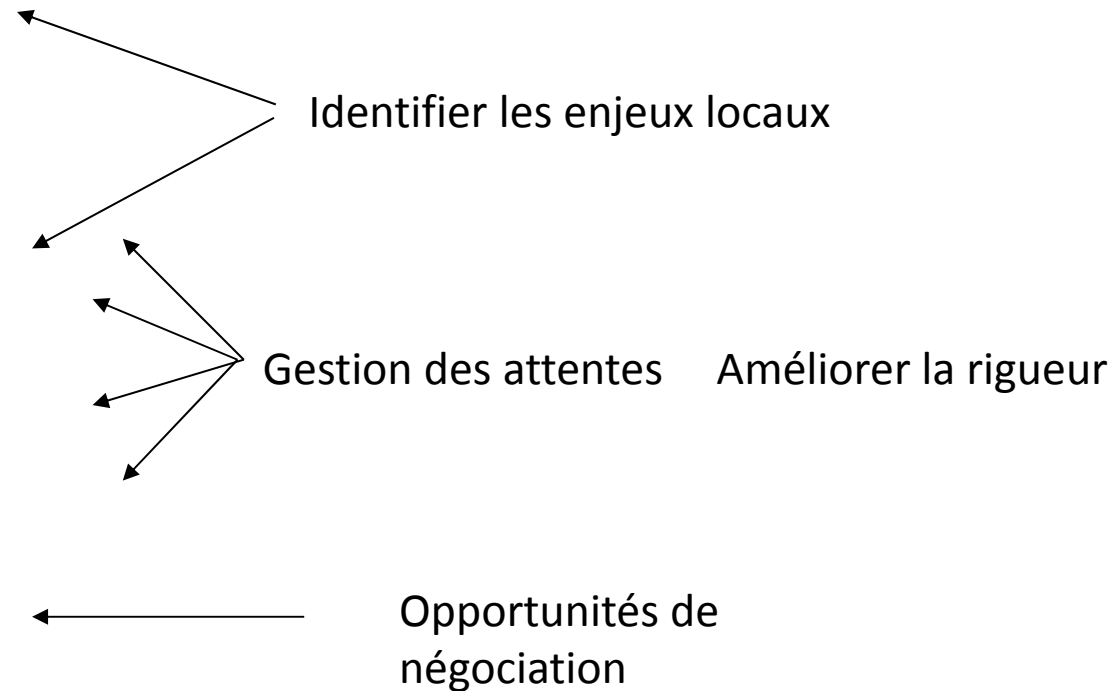 Identifier les enjeux locaux
Gestion des attentes Améliorer la rigueur
Opportunités de
négociation